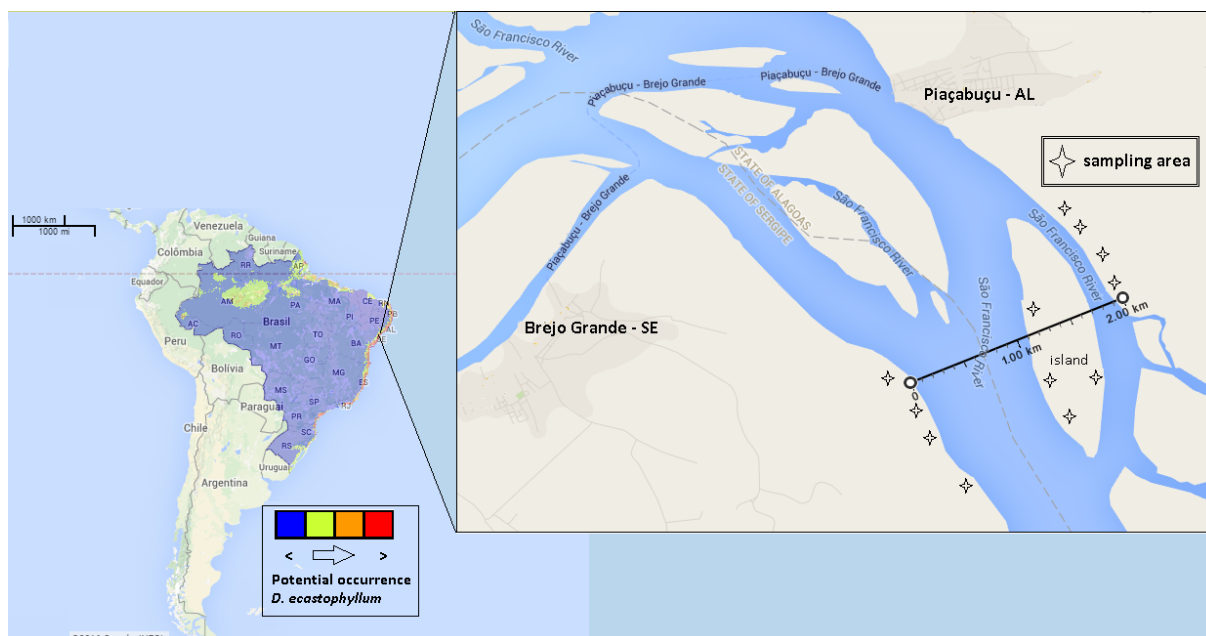 1000 km
1000 mi
Venezuela
Guiana
Suriname
Colômbia
Equador
RR
AP
AM
PA
MA
CE
PI
PE
PB
AL
AC
RO
Brasil
TO
BA
MT
GO
Peru
Bolívia
MG
ES
MS
SP
RJ
Paraguai
PR
SC
RS
Chile
Uruguai
Argentina
< >
Potential occurrence
D. ecastophyllum
São Francisco River
São Francisco River
Piaçabuçu - Brejo Grande
Piaçabuçu - Brejo Grande
Piaçabuçu - AL
sampling area
STATE OF ALAGOAS
STATE OF SERGIPE
Piaçabuçu - Brejo Grande
São Francisco River
São Francisco River
São Francisco River
Brejo Grande - SE
0
1.00 km
2.00 km
island